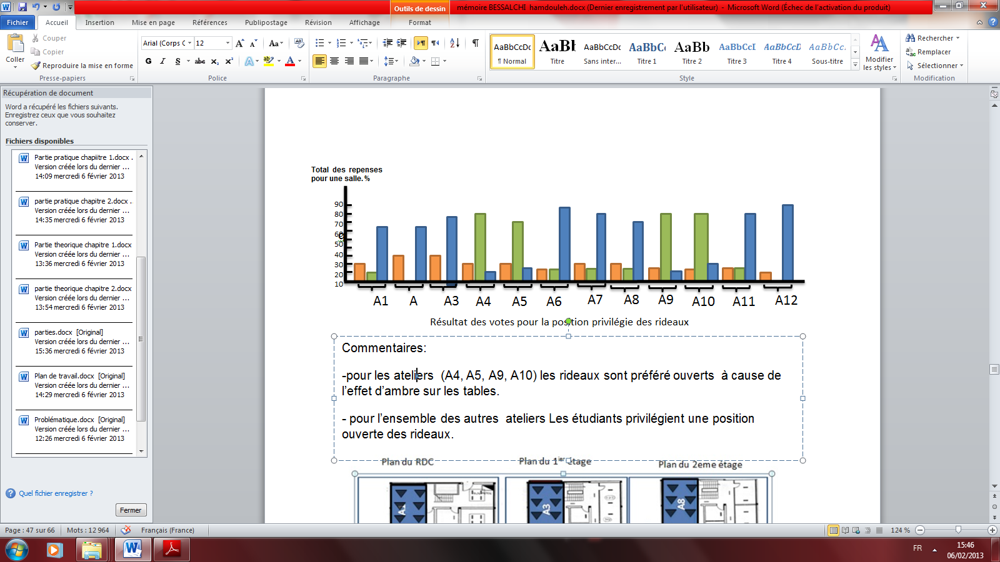 Outils de dessin
mémoire BESSALCHI hamdouleh.docx (Dernier enregistrement par l'utilisateur) - Microsoft Word (Échec de l'activation du produit)
Fichier Accueil Insertion Mise en page Références Publipostage Révision Affichage Format
Coller
Couper
Copier
Reproduire la mise en forme
Presse-papiers
Arial (Corps C 12
G I S abc x₂ x² A ab A
Police
Paragraphe
AaBbCcDc AaBb AaBbCcDc AaBbC AaBb AaBbCcI AaBbCcD AaBbCc.
¶ Normal Titre Sans inter... Titre 1 Titre 2 Titre 3 Titre 4 Sous-titre
Modifier
les styles
Style
Rechercher
Remplacer
Sélectionner
Modification
Récupération de document
Word a récupéré les fichiers suivants.
Enregistrez ceux que vous souhaitez
conserver.
Fichiers disponibles
Partie pratique chapiitre 1.docx .
Version créée lors du dernier ...
14:09 mercredi 6 février 2013
partie pratique chapitre 2.docx ..
Version créée lors du dernier ...
14:35 mercredi 6 février 2013
Partie theorique chapitre 1.docx
Version créée lors du dernier ...
13:36 mercredi 6 février 2013
partie theorique chapitre 2.docx
Version créée lors du dernier ...
13:54 mercredi 6 février 2013
parties.docx [Original]
Version créée lors du dernier ...
15:36 mercredi 6 février 2013
Plan de travail.docx [Original]
Version créée lors du dernier ...
14:29 mercredi 6 février 2013
Problématique.docx [Original]
Version créée lors du dernier ...
12:26 mercredi 6 février 2013
Quel fichier enregistrer ?
Fermer
Total des repenses
pour une salle.%
90
80
70
60
50
40
30
20
10
A1 A A3 A4 A5 A6 A7 A8 A9 A10 A11 A12
Résultat des votes pour la position privilégie des rideaux
Commentaires:
-pour les ateliers (A4, A5, A9, A10) les rideaux sont préféré ouverts à cause de
l'effet d'ambre sur les tables.
- pour l'ensemble des autres ateliers Les étudiants privilégient une position
ouverte des rideaux.
Plan du RDC Plan du 1er étage Plan du 2eme étage
A3 A8
Page : 47 sur 66 Mots : 12 964 Français (France)
124 %
FR
15:46
06/02/2013